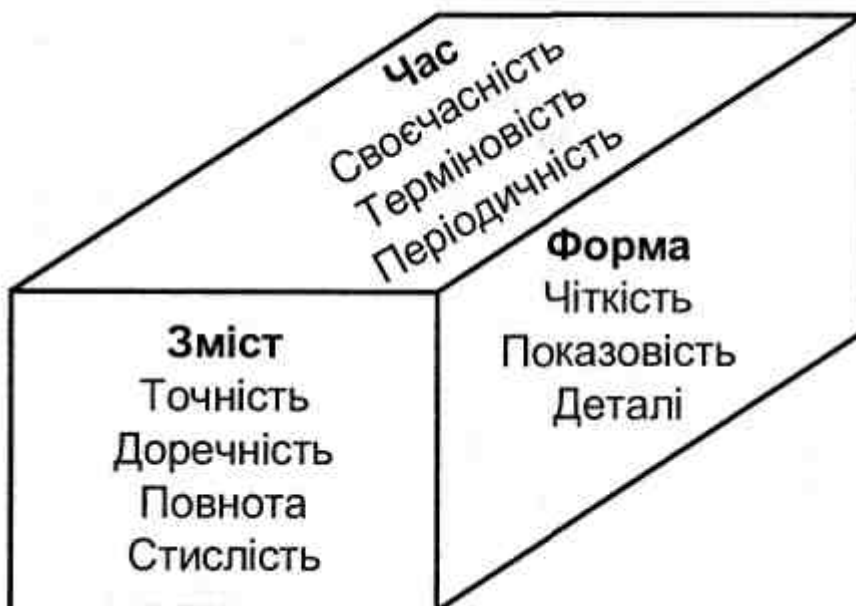 Час
Своєчасність
Терміновість
Періодичність
Форма
Чіткість
Показовість
Деталі
Зміст
Точність
Доречність
Повнота
Стислість